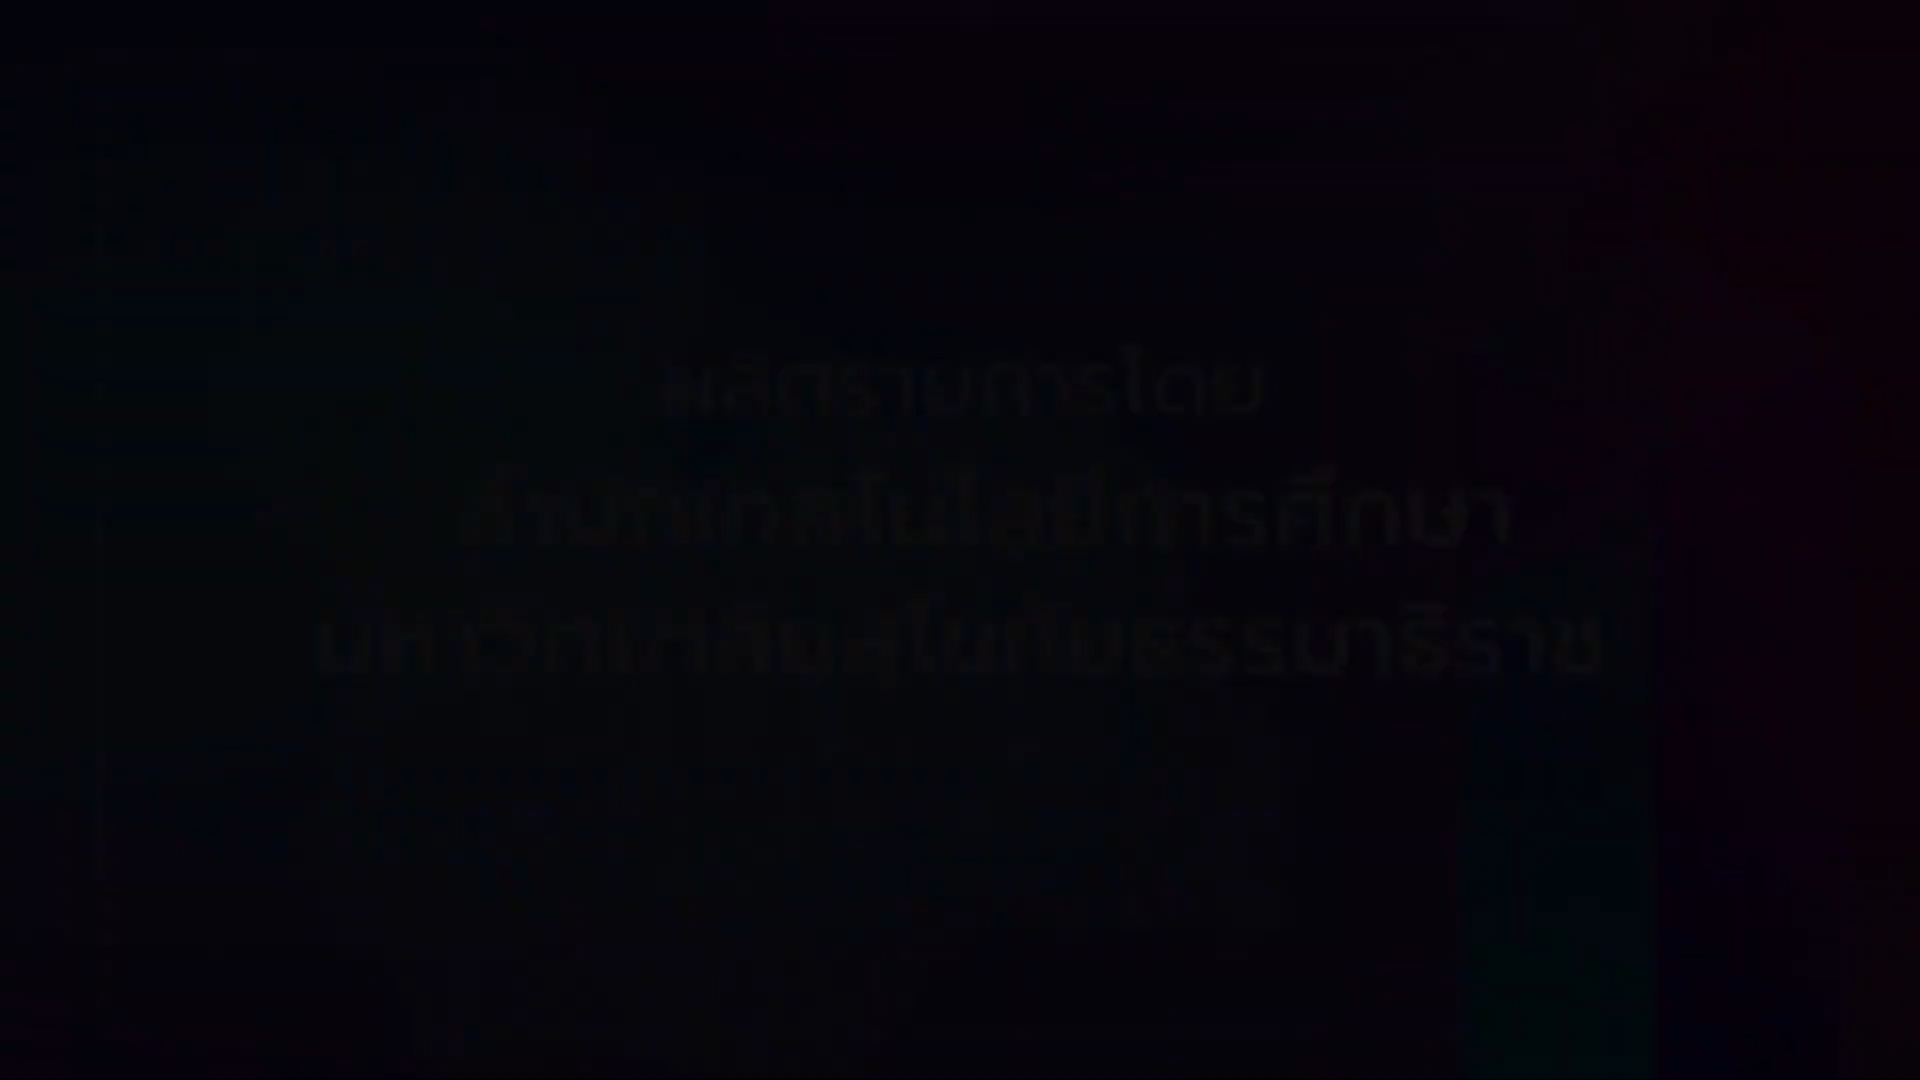 ผลิตรายการโดย
สำนักเทคโนโลยีการศึกษา
มหาวิทยาลัยสุโขทัยธรรมาธิราช